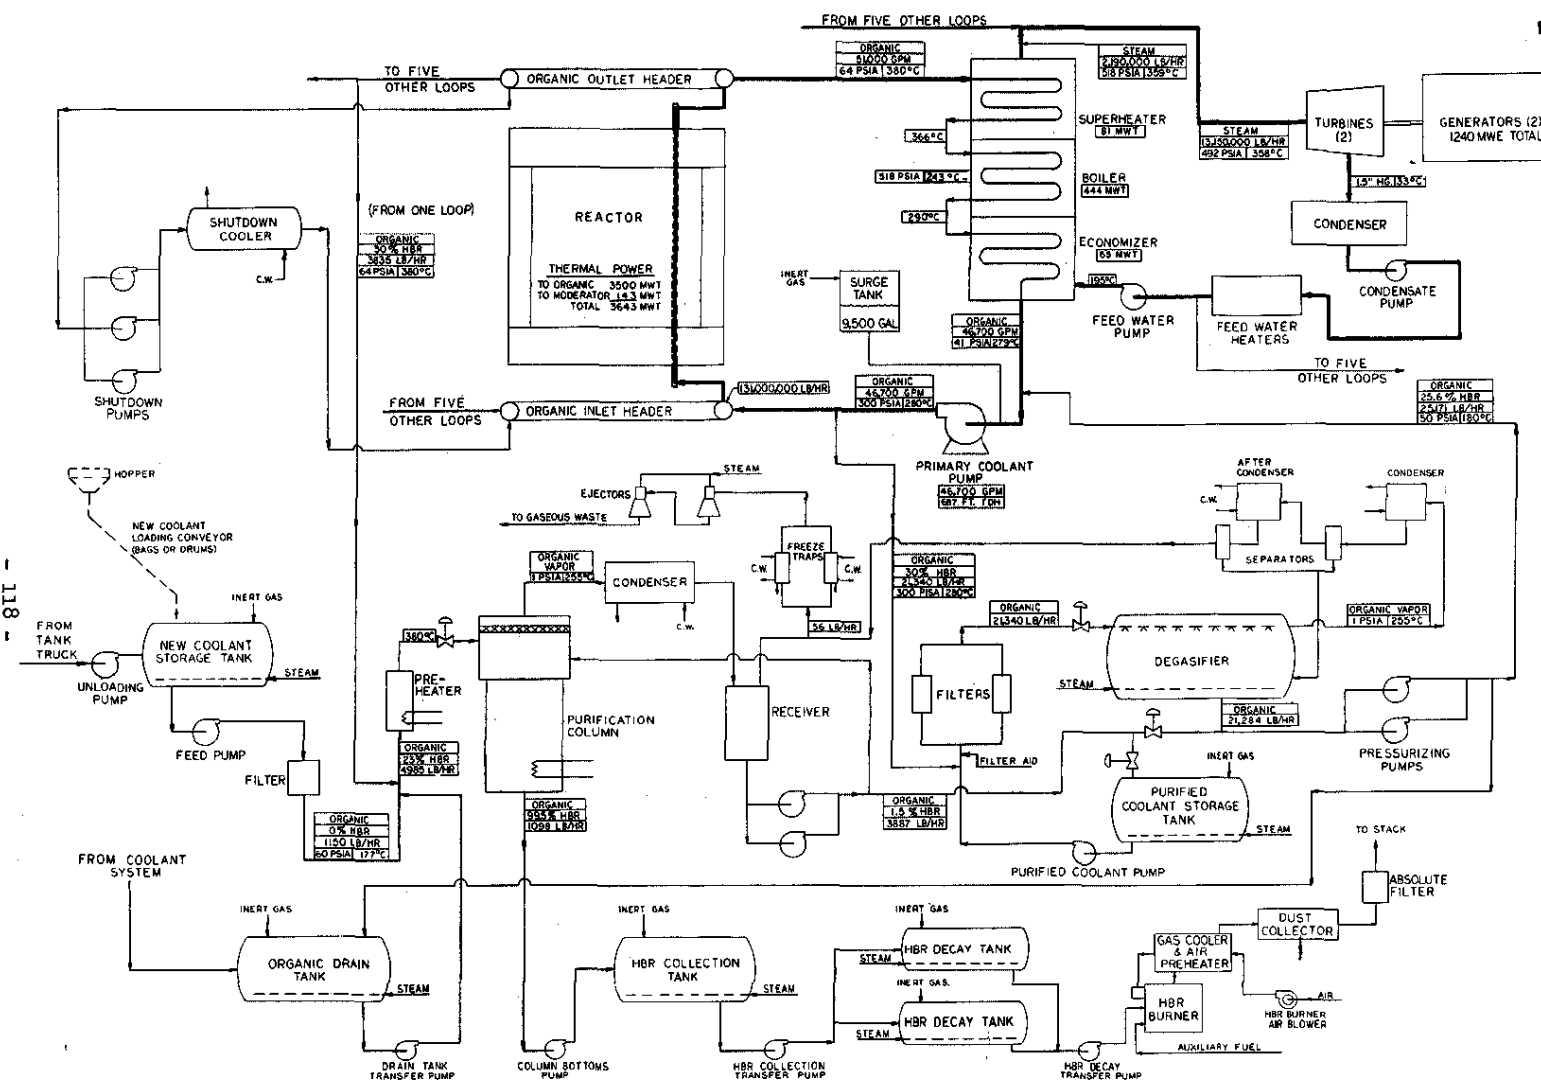 FROM FIVE OTHER LOOPS
ORGANIC
51,000 GPM
64 PSIA 380°C
STEAM
2,190,000 LB/HR
518 PSIA 359°C
TO FIVE
OTHER LOOPS
ORGANIC OUTLET HEADER
SUPERHEATER
81 MWT
366°C
STEAM
13,150,000 LB/HR
492 PSIA 358°C
TURBINES
(2)
GENERATORS (2)
1240 MWE TOTAL
518 PSIA 243°C
BOILER
444 MWT
1.5" HG. 33°C
290°C
CONDENSER
ECONOMIZER
65 MWT
195°C
CONDENSATE
PUMP
FEED WATER
PUMP
FEED WATER
HEATERS
TO FIVE
OTHER LOOPS
REACTOR
THERMAL POWER
TO ORGANIC 3500 MWT
TO MODERATOR 143 MWT
TOTAL 3643 MWT
SHUTDOWN
COOLER
C.W.
(FROM ONE LOOP)
ORGANIC
30% HBR
3835 LB/HR
64 PSIA 380°C
SHUTDOWN
PUMPS
INERT
GAS
SURGE
TANK
9,500 GAL
ORGANIC
46,700 GPM
41 PSIA 279°C
131,000,000 LB/HR
ORGANIC
46,700 GPM
300 PSIA 280°C
FROM FIVE
OTHER LOOPS
ORGANIC INLET HEADER
PRIMARY COOLANT
PUMP
46,700 GPM
687 FT. TDH
ORGANIC
25.6% HBR
25,171 LB/HR
50 PSIA 180°C
HOPPER
NEW COOLANT
LOADING CONVEYOR
(BAGS OR DRUMS)
INERT GAS
FROM
TANK
TRUCK
NEW COOLANT
STORAGE TANK
STEAM
UNLOADING
PUMP
FEED PUMP
FILTER
EJECTORS
STEAM
TO GASEOUS WASTE
ORGANIC
VAPOR
1 PSIA 255°C
CONDENSER
C.W.
FREEZE
TRAPS
C.W.
C.W.
56 LB/HR
ORGANIC
30% HBR
21,340 LB/HR
300 PISA 280°C
AFTER
CONDENSER
C.W.
CONDENSER
SEPARATORS
380°C
PRE-
HEATER
PURIFICATION
COLUMN
RECEIVER
ORGANIC
21,340 LB/HR
FILTERS
FILTER AID
DEGASIFIER
STEAM
ORGANIC VAPOR
1 PSIA 255°C
ORGANIC
21,284 LB/HR
PRESSURIZING
PUMPS
INERT GAS
PURIFIED
COOLANT STORAGE
TANK
STEAM
PURIFIED COOLANT PUMP
ORGANIC
23% HBR
4985 LB/HR
ORGANIC
0% HBR
1150 LB/HR
60 PSIA 177°C
ORGANIC
99.5% HBR
1098 LB/HR
ORGANIC
1.5% HBR
3887 LB/HR
FROM COOLANT
SYSTEM
INERT GAS
ORGANIC DRAIN
TANK
STEAM
DRAIN TANK
TRANSFER PUMP
COLUMN BOTTOMS
PUMP
INERT GAS
HBR COLLECTION
TANK
STEAM
HBR COLLECTION
TRANSFER PUMP
INERT GAS
HBR DECAY TANK
STEAM
INERT GAS.
HBR DECAY TANK
STEAM
HBR DECAY
TRANSFER PUMP
TO STACK
ABSOLUTE
FILTER
DUST
COLLECTOR
GAS COOLER
& AIR
PREHEATER
HBR
BURNER
AIR
HBR BURNER
AIR BLOWER
AUXILIARY FUEL
- 118 -